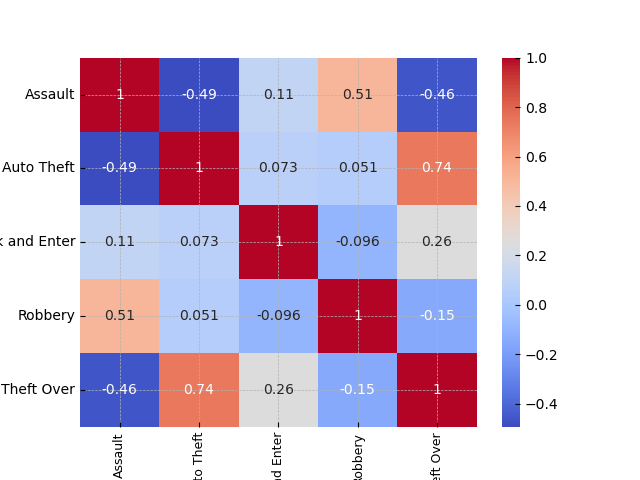 Assault 1 -0.49 0.11 0.51 -0.46
Auto Theft -0.49 1 0.073 0.051 0.74
and Enter 0.11 0.073 1 -0.096 0.26
Robbery 0.51 0.051 -0.096 1 -0.15
Theft Over -0.46 0.74 0.26 -0.15 1
Assault
to Theft
nd Enter
obbery
eft Over
1.0
0.8
0.6
0.4
0.2
0.0
−0.2
−0.4